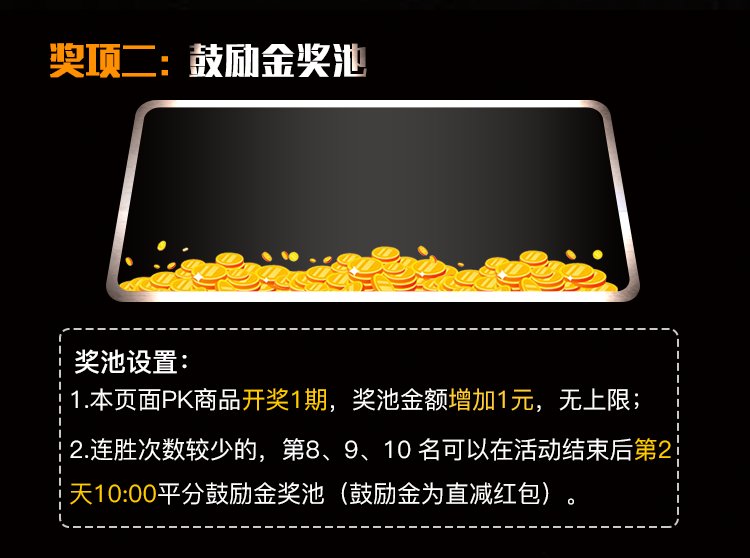 奖项二：鼓励金奖池
奖池设置：
1.本页面PK商品开奖1期，奖池金额增加1元，无上限；
2.连胜次数较少的，第8、9、10 名可以在活动结束后第2
天10:00平分鼓励金奖池（鼓励金为直减红包）。